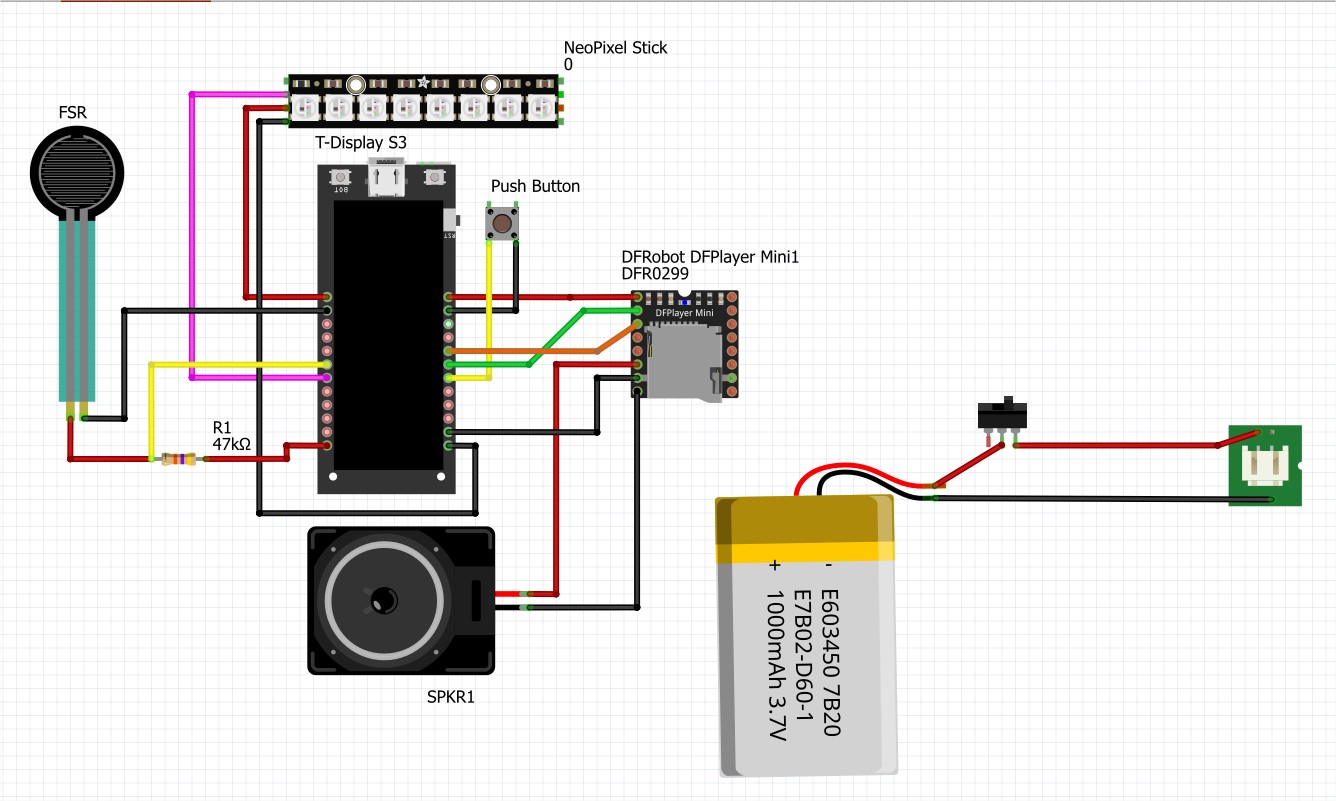 NeoPixel Stick
0
FSR
T-Display S3
BOT
Push Button
RST
DFRobot DFPlayer Mini1
DFR0299
DFPlayer Mini
R1
47kΩ
+ -
E603450 7B20
E7B02-D60-1
1000mAh 3.7V
SPKR1